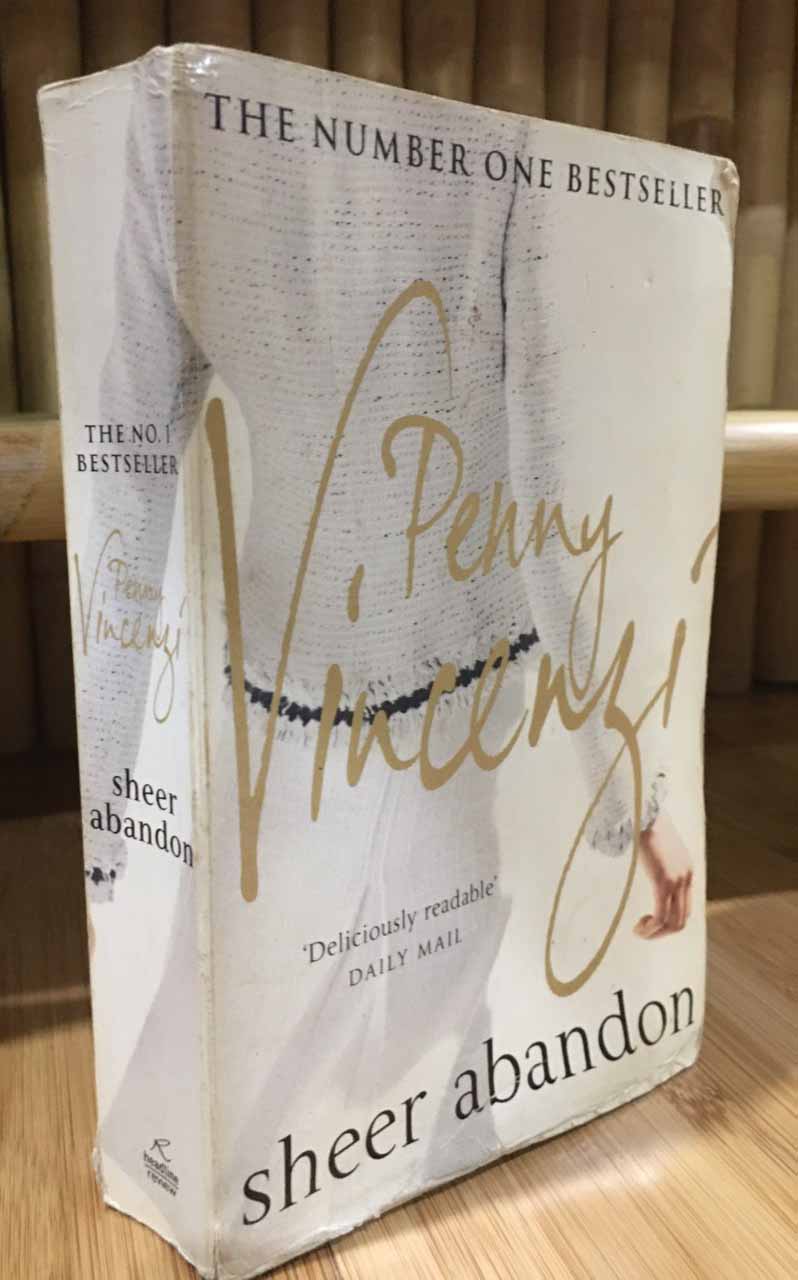 THE NUMBER ONE BESTSELLER
Penny
Vincenzi
'Deliciously readable'
DAILY MAIL
sheer abandon
THE NO. 1
BESTSELLER
Penny
Vincenzi
sheer
abandon
R
headline
review